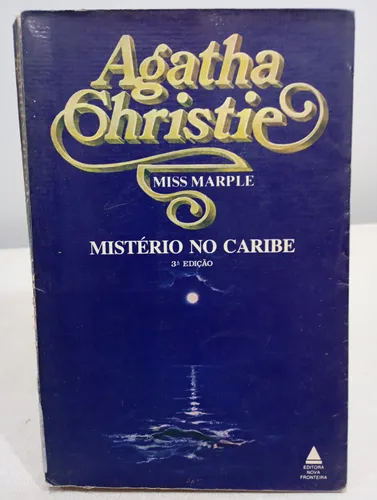 Agatha
Christie
MISS MARPLE
MISTÉRIO NO CARIBE
3ª EDIÇÃO
EDITORA
NOVA
FRONTEIRA